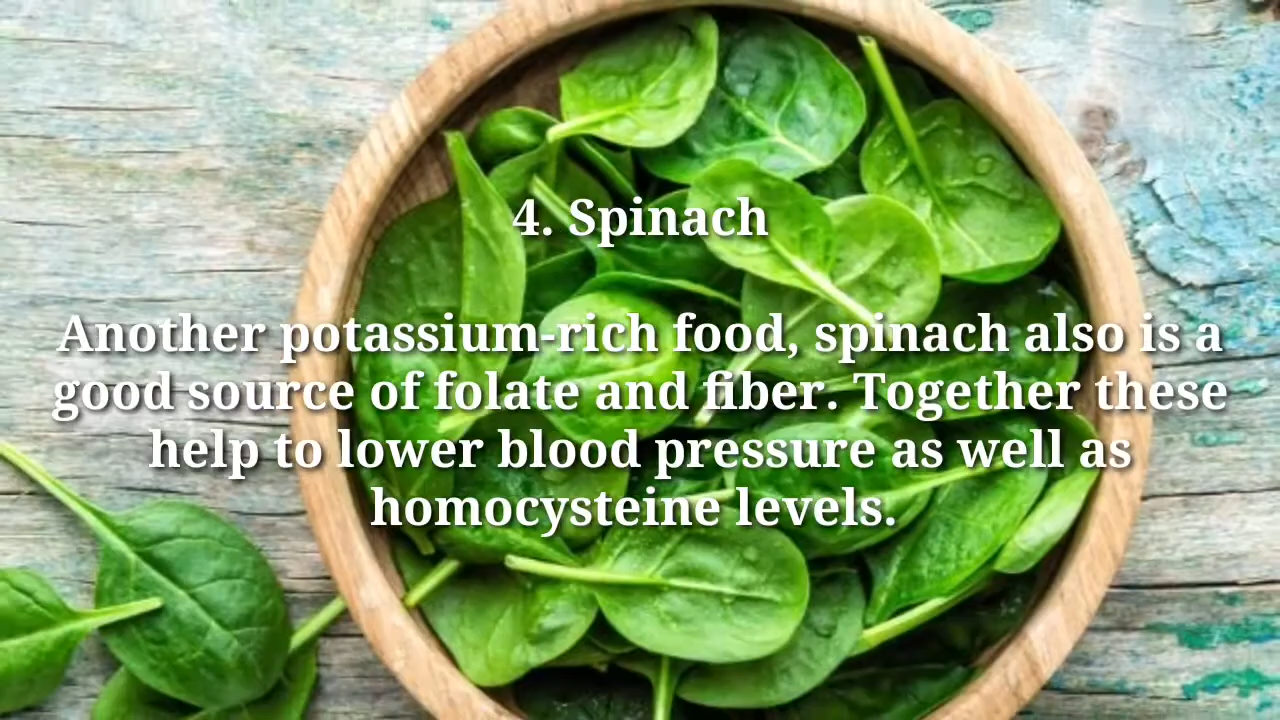 4. Spinach
Another potassium-rich food, spinach also is a
good source of folate and fiber. Together these
help to lower blood pressure as well as
homocysteine levels.